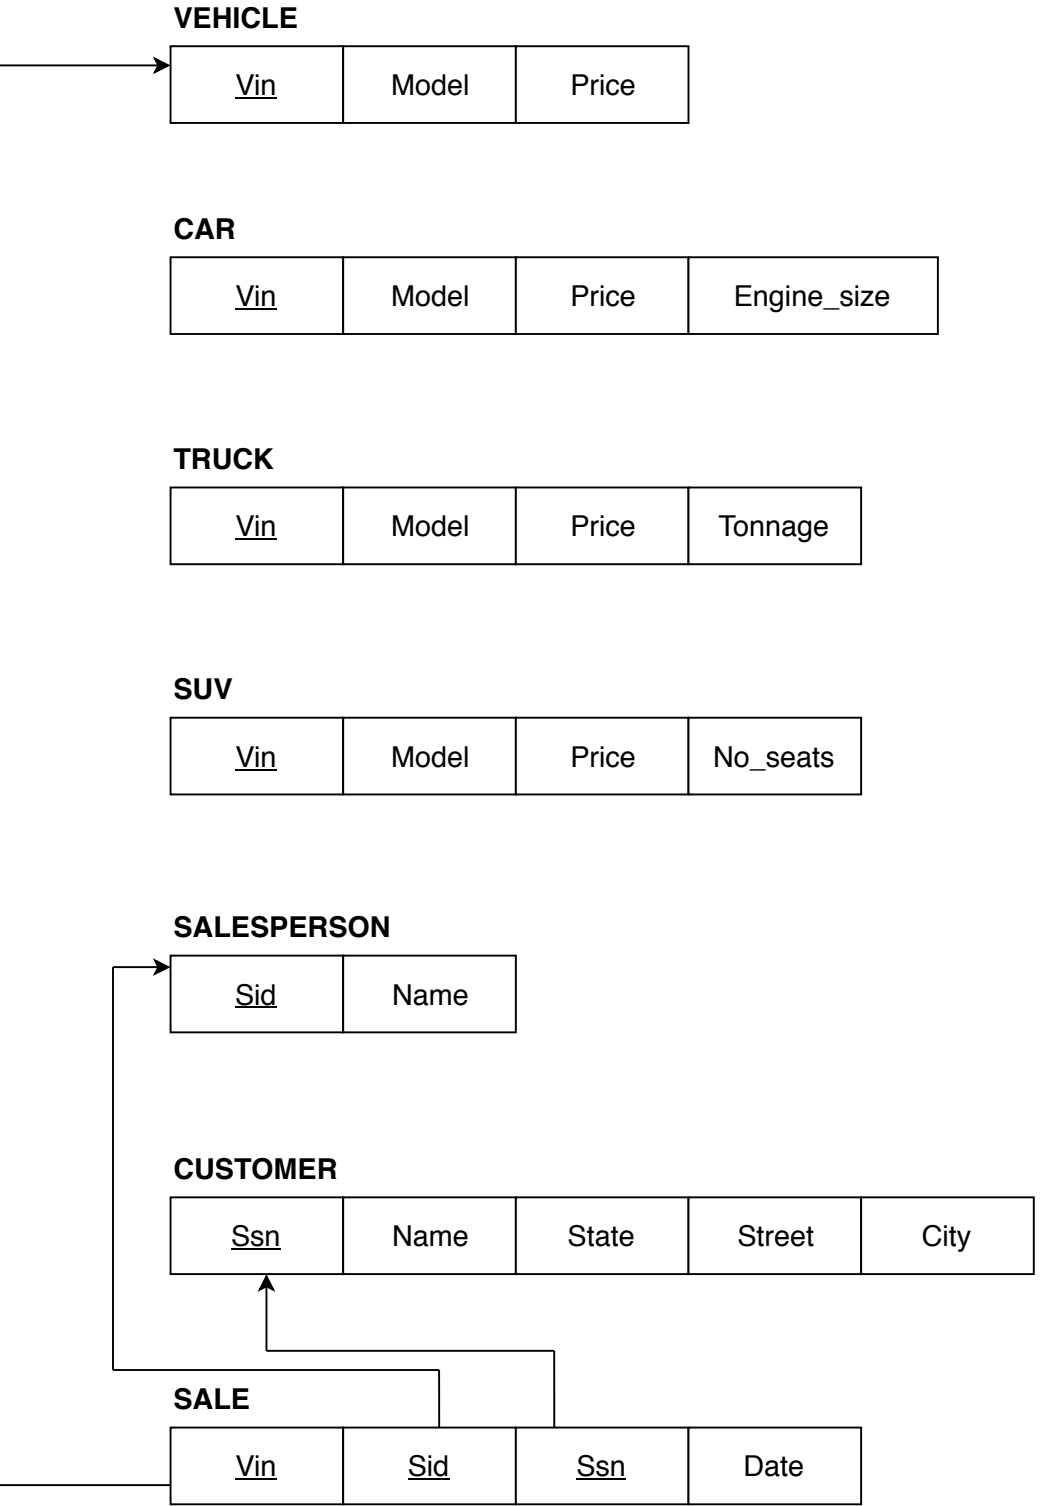 VEHICLE
Vin Model Price
CAR
Vin Model Price Engine_size
TRUCK
Vin Model Price Tonnage
SUV
Vin Model Price No_seats
SALESPERSON
Sid Name
CUSTOMER
Ssn Name State Street City
SALE
Vin Sid Ssn Date